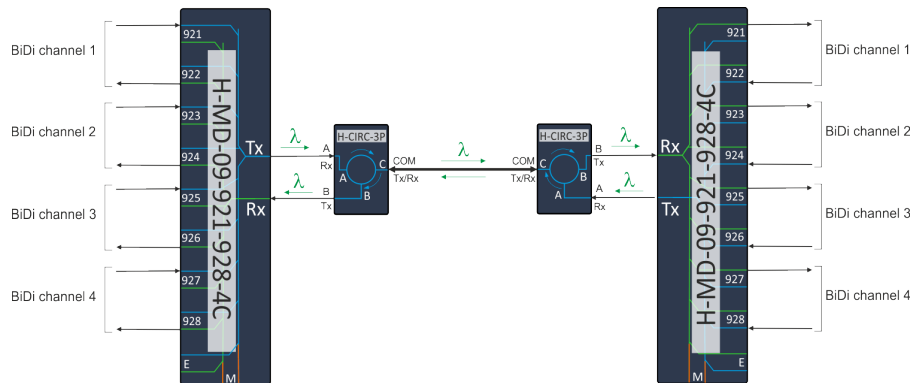 BiDi channel 1
BiDi channel 2
BiDi channel 3
BiDi channel 4
921
922
923
924
925
926
927
928
E
M
H-MD-09-921-928-4C
Tx
Rx
λ
λ
A
Rx
B
Tx
H-CIRC-3P
A
C
B
COM
Tx/Rx
λ
COM
Tx/Rx
H-CIRC-3P
C
B
A
B
Tx
A
Rx
λ
λ
Rx
Tx
H-MD-09-921-928-4C
921
922
923
924
925
926
927
928
E
M
BiDi channel 1
BiDi channel 2
BiDi channel 3
BiDi channel 4